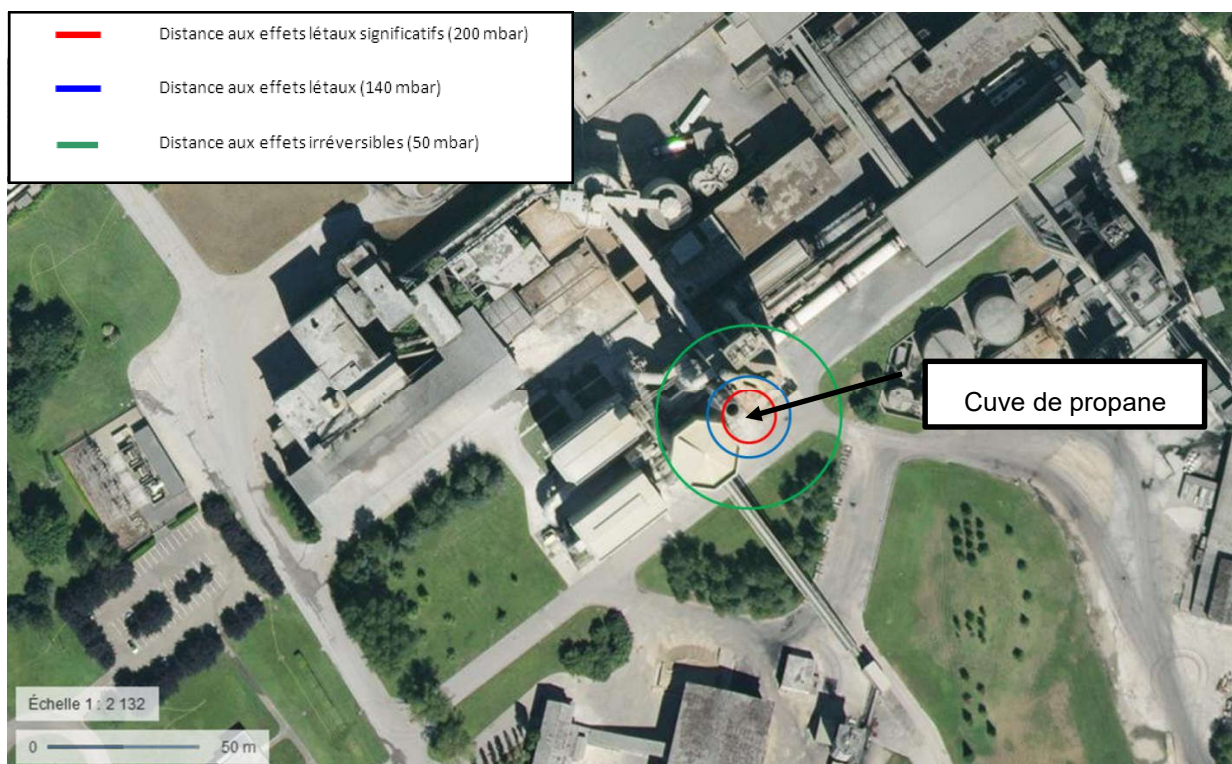 Distance aux effets létaux significatifs (200 mbar)
Distance aux effets létaux (140 mbar)
Distance aux effets irréversibles (50 mbar)
Cuve de propane
Échelle 1 : 2 132
0 50 m